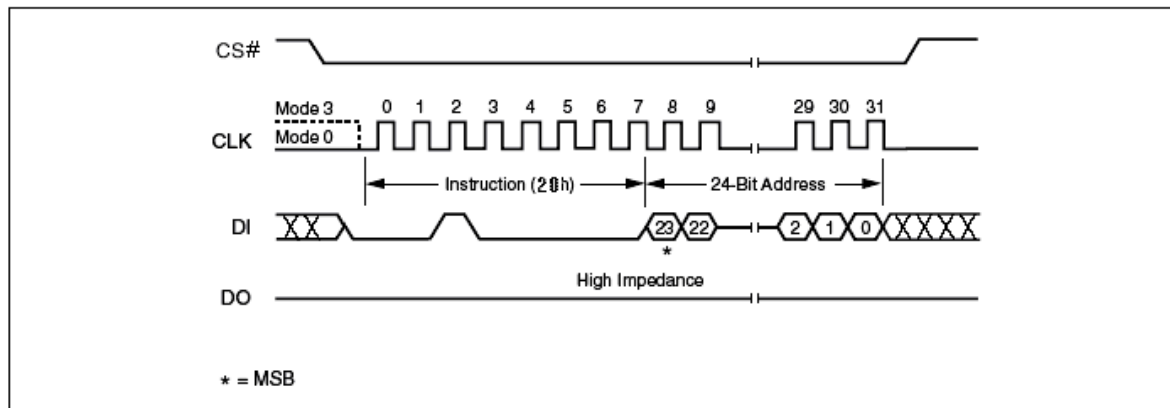 CS#
Mode 3
0 1 2 3 4 5 6 7 8 9 29 30 31
CLK
Mode 0
Instruction (20h) 24-Bit Address
DI 23 22 2 1 0
*
High Impedance
DO
* = MSB